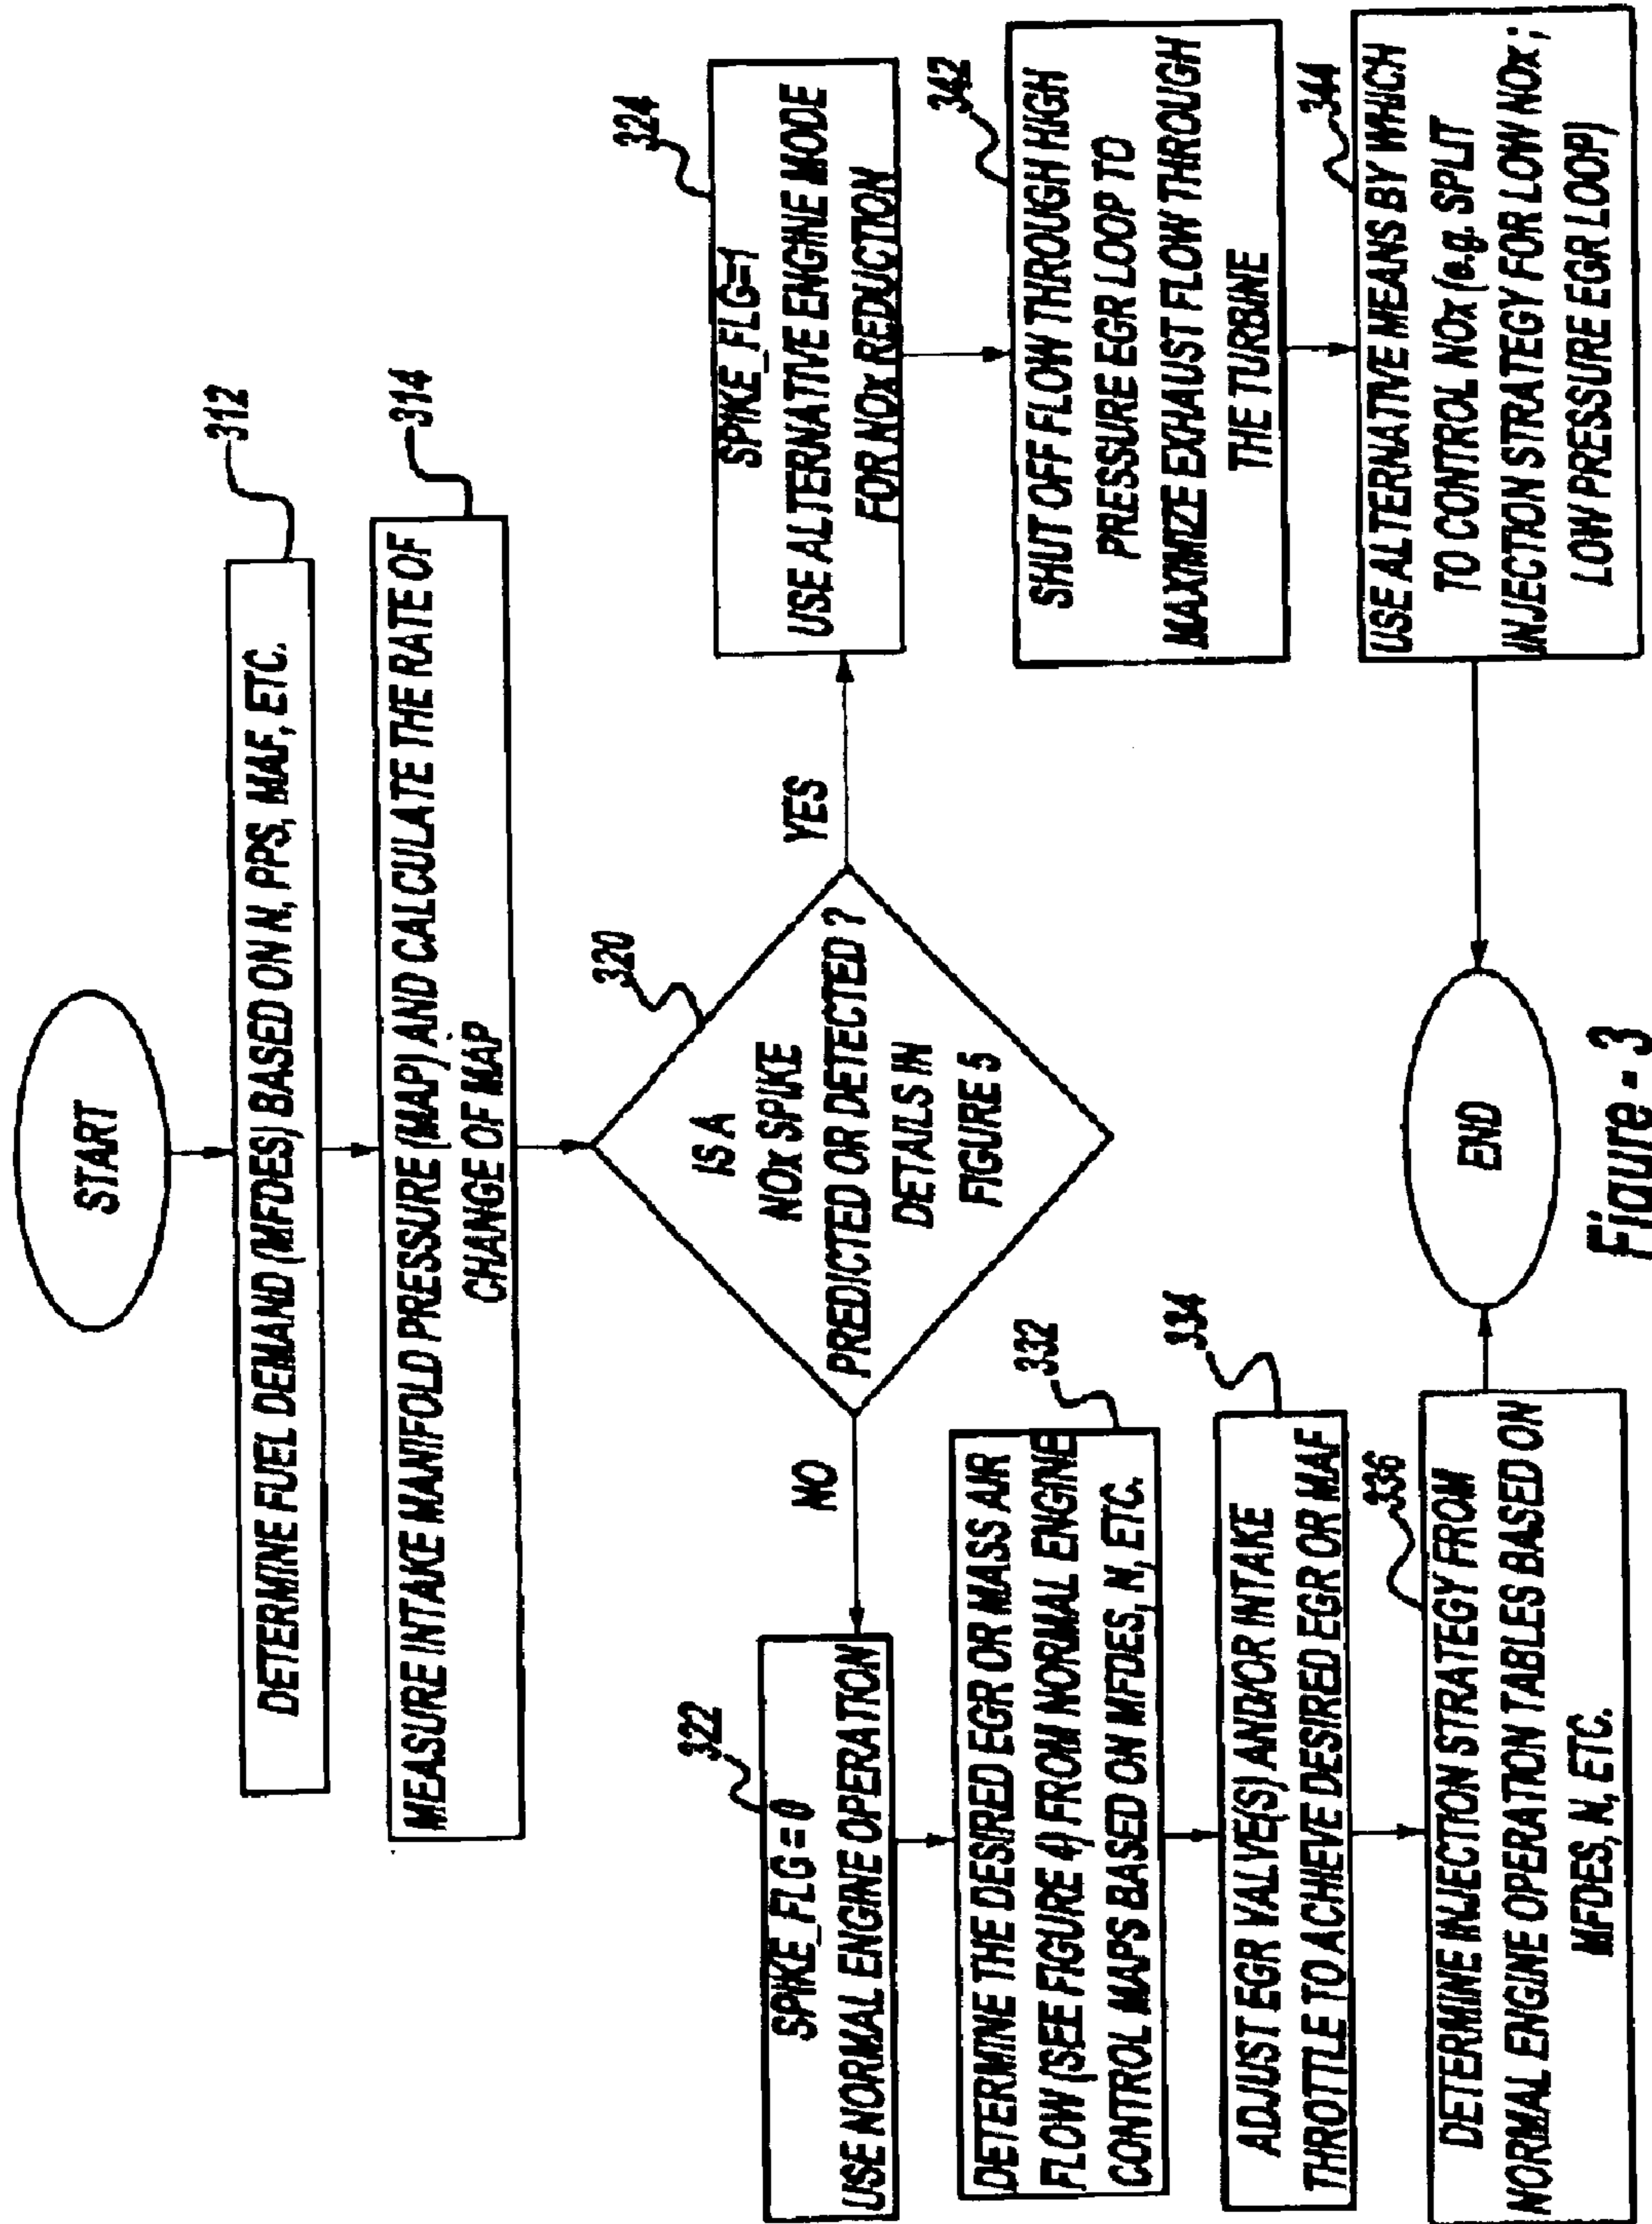 START
312
DETERMINE FUEL DEMAND (MFDES) BASED ON N, PPS, MAF, ETC.
314
MEASURE INTAKE MANIFOLD PRESSURE (MAP) AND CALCULATE THE RATE OF
CHANGE OF MAP
320
IS A
NOx SPIKE
PREDICTED OR DETECTED ?
DETAILS IN
FIGURE 5
NO
YES
322
SPIKE_FLG = 0
USE NORMAL ENGINE OPERATION
332
DETERMINE THE DESIRED EGR OR MASS AIR
FLOW (SEE FIGURE 4) FROM NORMAL ENGINE
CONTROL MAPS BASED ON MFDES, N, ETC.
334
ADJUST EGR VALVE(S) AND/OR INTAKE
THROTTLE TO ACHIEVE DESIRED EGR OR MAF
336
DETERMINE INJECTION STRATEGY FROM
NORMAL ENGINE OPERATION TABLES BASED ON
MFDES, N, ETC.
324
SPIKE_FLG=1
USE ALTERNATIVE ENGINE MODE
FOR NOx REDUCTION
342
SHUT OFF FLOW THROUGH HIGH
PRESSURE EGR LOOP TO
MAXIMIZE EXHAUST FLOW THROUGH
THE TURBINE
344
USE ALTERNATIVE MEANS BY WHICH
TO CONTROL NOx (e.g. SPLIT
INJECTION STRATEGY FOR LOW NOx ;
LOW PRESSURE EGR LOOP)
END
Figure - 3